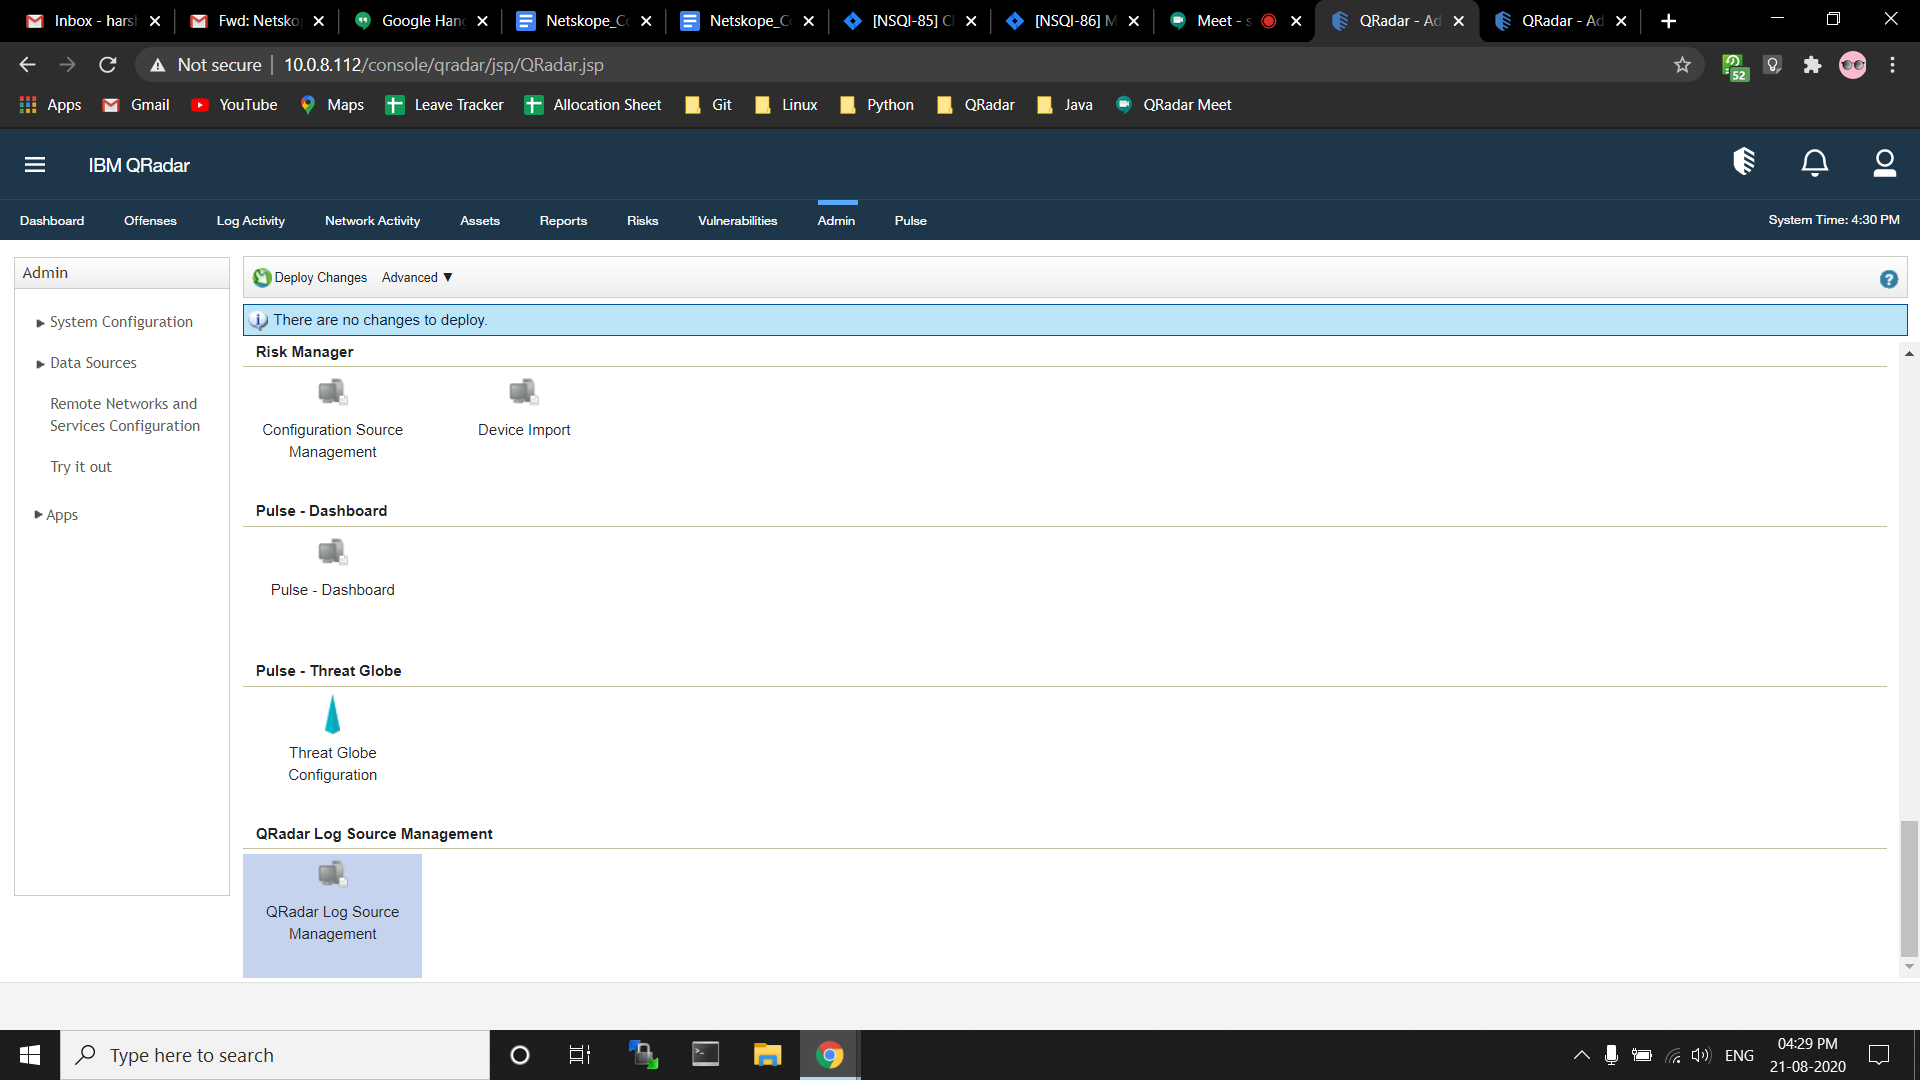 Inbox - hars
Fwd: Netsko
Google Han
Netskope_C
Netskope_C
[NSQI-85] C
[NSQI-86] M
Meet - s
QRadar - Ad
QRadar - Ad
Not secure
10.0.8.112/console/qradar/jsp/QRadar.jsp
52
Apps
Gmail
YouTube
Maps
Leave Tracker
Allocation Sheet
Git
Linux
Python
QRadar
Java
QRadar Meet
IBM QRadar
Dashboard
Offenses
Log Activity
Network Activity
Assets
Reports
Risks
Vulnerabilities
Admin
Pulse
System Time: 4:30 PM
Admin
System Configuration
Data Sources
Remote Networks and
Services Configuration
Try it out
Apps
Deploy Changes
Advanced ▼
There are no changes to deploy.
Risk Manager
Configuration Source
Management
Device Import
Pulse - Dashboard
Pulse - Dashboard
Pulse - Threat Globe
Threat Globe
Configuration
QRadar Log Source Management
QRadar Log Source
Management
Type here to search
ENG
04:29 PM
21-08-2020